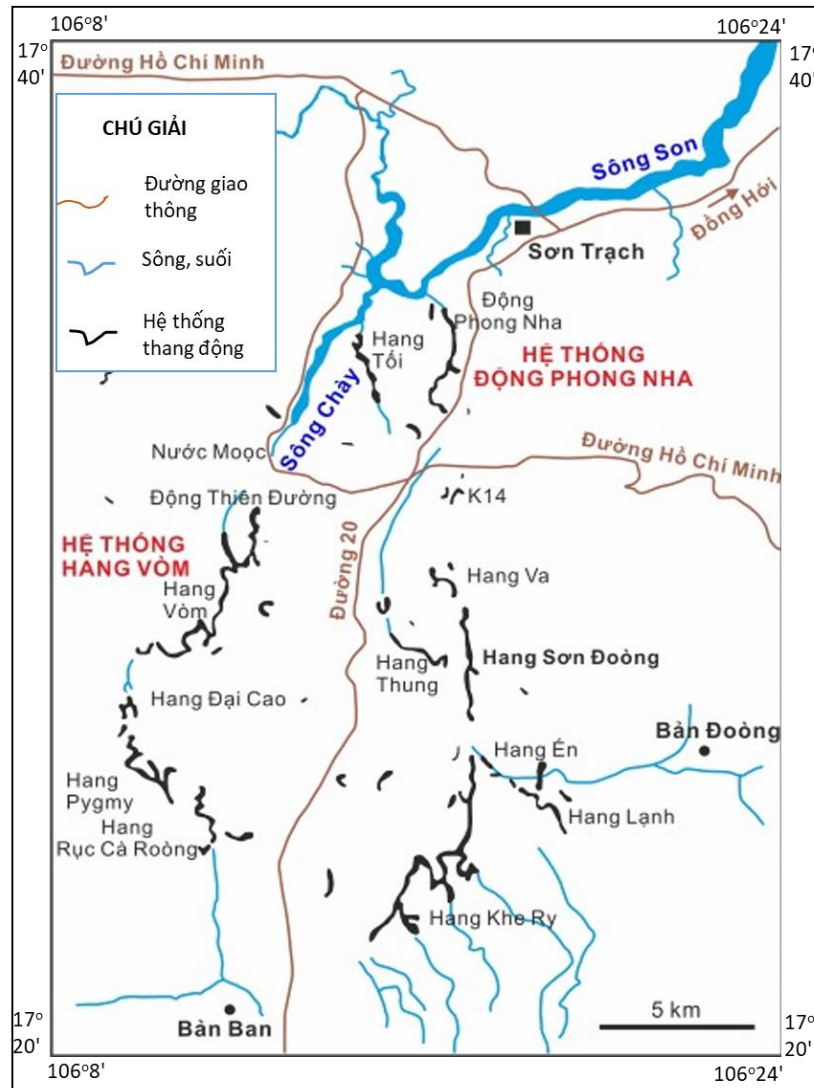 106°8'
106°24'
17°
40'
17°
40'
Đường Hồ Chí Minh
CHÚ GIẢI
Đường giao
thông
Sông, suối
Hệ thống
thang động
Sông Son
Đồng Hới
Sơn Trạch
Động
Phong Nha
Hang
Tối
HỆ THỐNG
ĐỘNG PHONG NHA
Sông Chày
Nước Moọc
Đường Hồ Chí Minh
Động Thiên Đường
K14
HỆ THỐNG
HANG VÒM
Đường 20
Hang
Vòm
Hang Va
Hang
Thung
Hang Sơn Đoòng
Hang Đại Cao
Bản Đoòng
Hang Én
Hang
Pygmy
Hang Lạnh
Hang
Rục Cà Roòng
Hang Khe Ry
5 km
Bản Ban
17°
20'
17°
20'
106°8'
106°24'